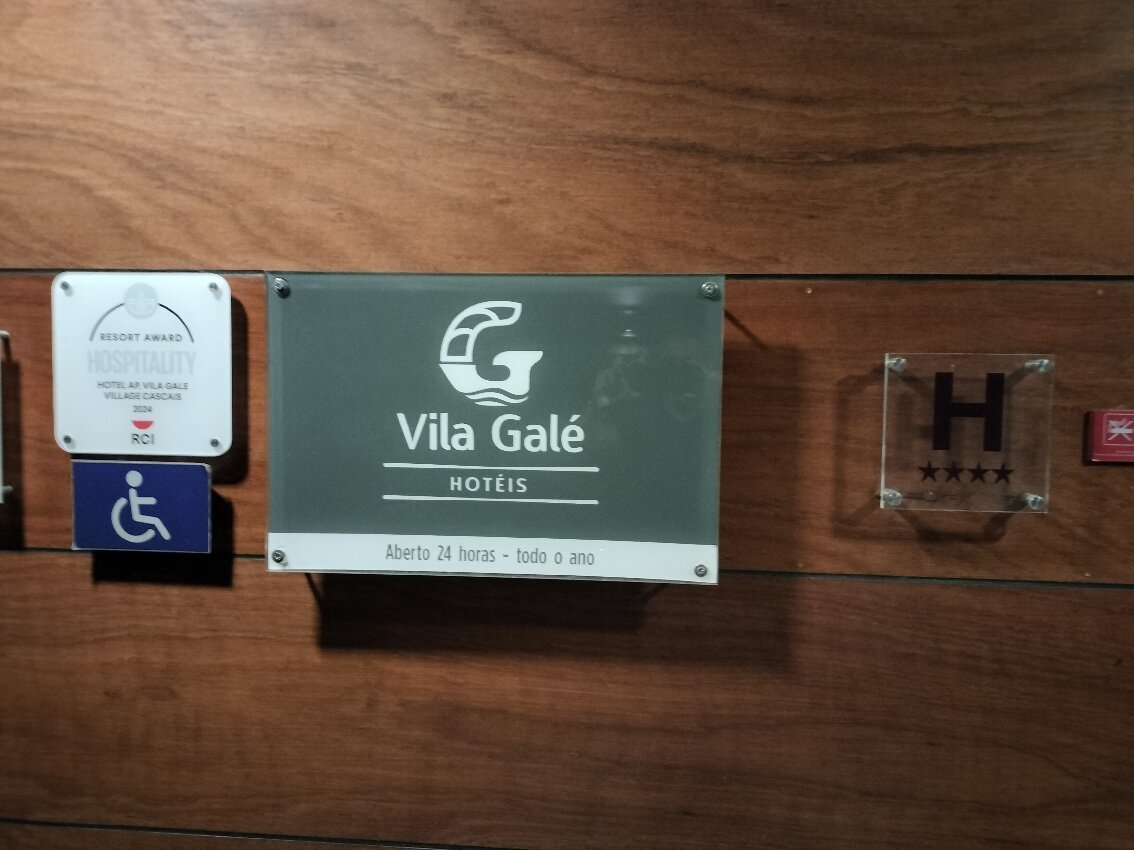 RESORT AWARD
HOSPITALITY
HOTEL AP. VILA GALE
VILLAGE CASCAIS
2024
RCI
Vila Galé
HOTÉIS
Aberto 24 horas - todo o ano
H
★★★★